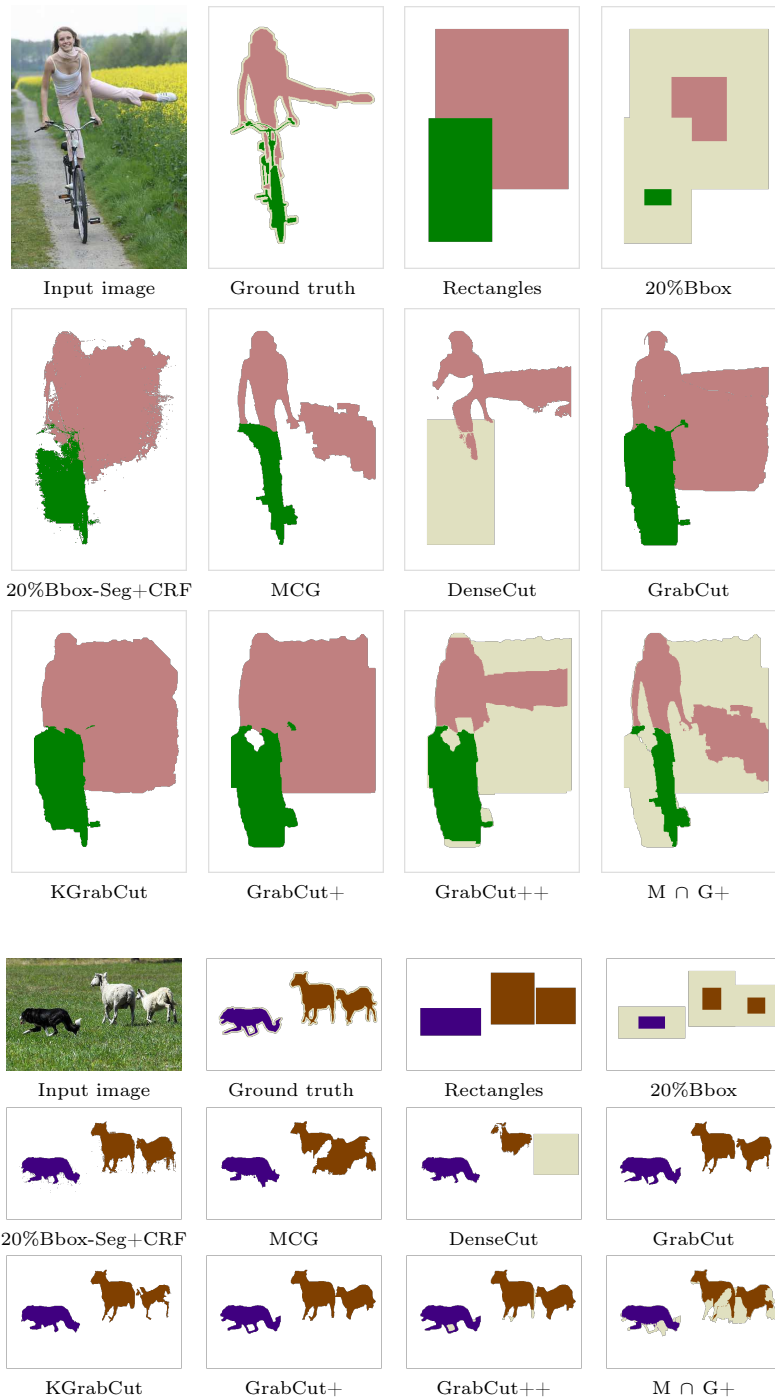 Input image Ground truth Rectangles 20%Bbox
20%Bbox-Seg+CRF MCG DenseCut GrabCut
KGrabCut GrabCut+ GrabCut++ M ∩ G+
Input image Ground truth Rectangles 20%Bbox
20%Bbox-Seg+CRF MCG DenseCut GrabCut
KGrabCut GrabCut+ GrabCut++ M ∩ G+